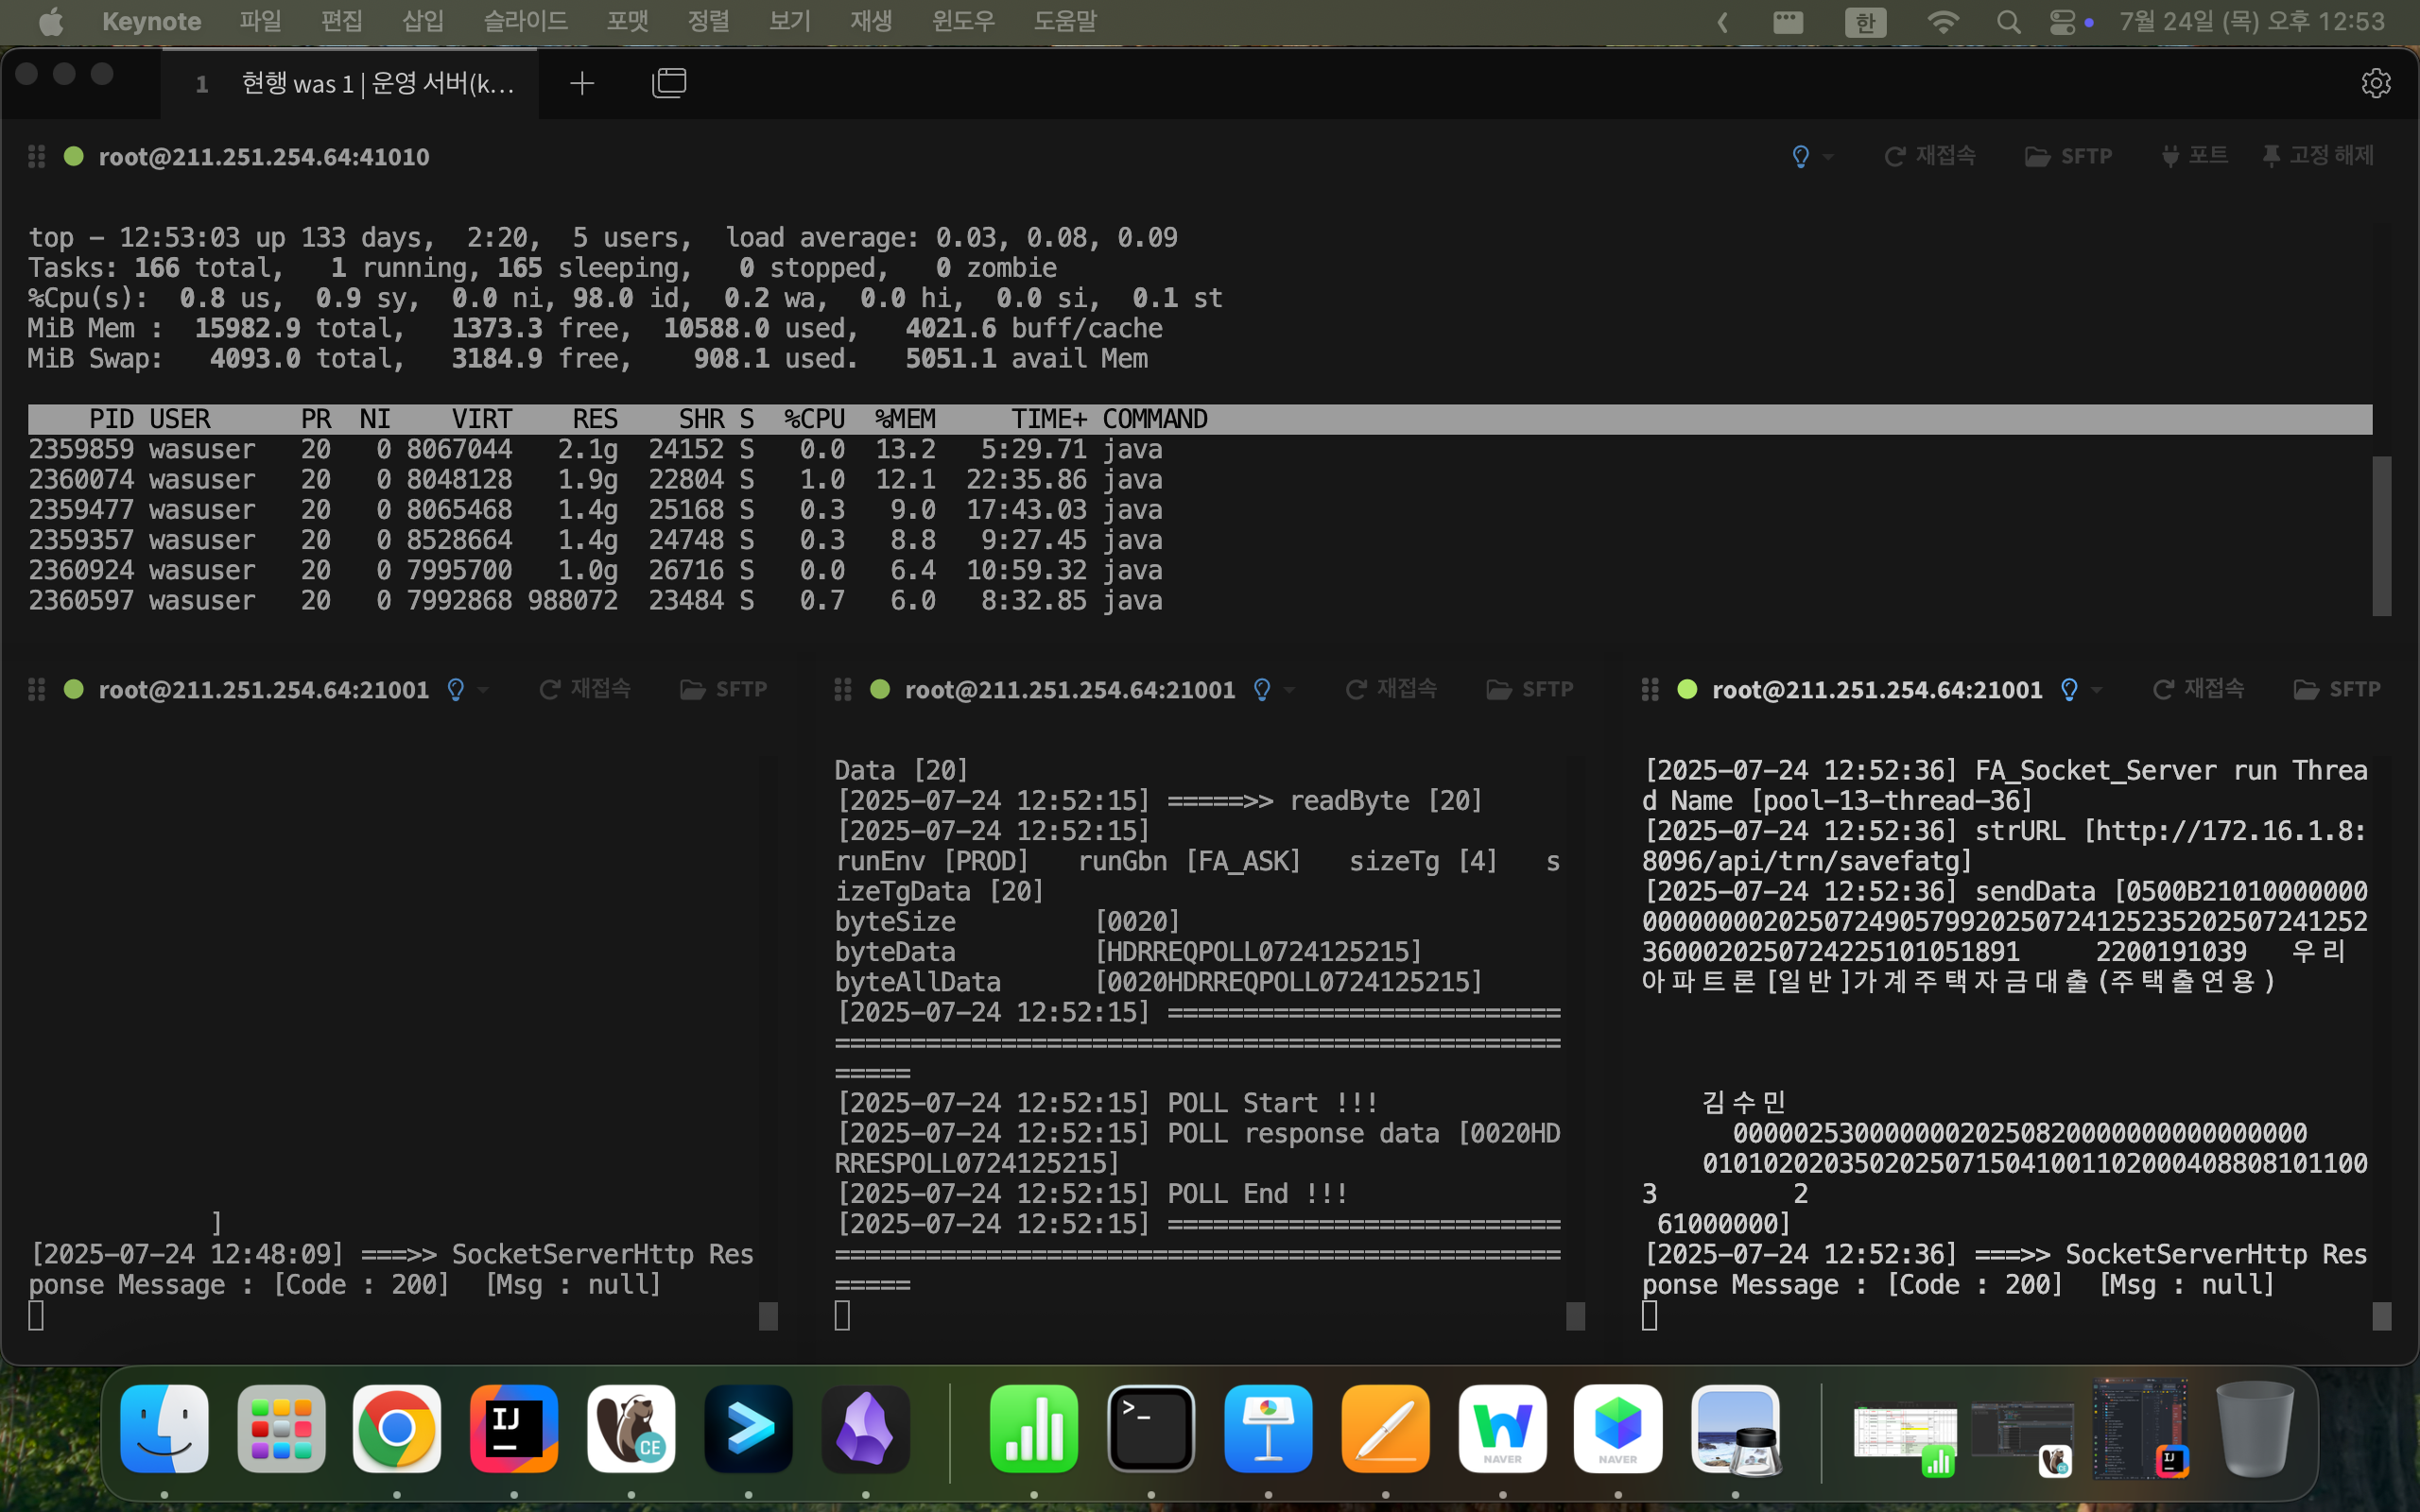 Keynote 파일 편집 삽입 슬라이드 포맷 정렬 보기 재생 윈도우 도움말 한 7월 24일 (목) 오후 12:53
1 현행 was 1 | 운영 서버(k...
root@211.251.254.64:41010 재접속 SFTP 포트 고정 해제
top - 12:53:03 up 133 days,  2:20,  5 users,  load average: 0.03, 0.08, 0.09
Tasks: 166 total,   1 running, 165 sleeping,   0 stopped,   0 zombie
%Cpu(s):  0.8 us,  0.9 sy,  0.0 ni, 98.0 id,  0.2 wa,  0.0 hi,  0.0 si,  0.1 st
MiB Mem :  15982.9 total,   1373.3 free,  10588.0 used,   4021.6 buff/cache
MiB Swap:   4093.0 total,   3184.9 free,    908.1 used.   5051.1 avail Mem
PID USER      PR  NI    VIRT    RES    SHR S  %CPU  %MEM     TIME+ COMMAND
2359859 wasuser   20   0 8067044   2.1g  24152 S   0.0  13.2   5:29.71 java
2360074 wasuser   20   0 8048128   1.9g  22804 S   1.0  12.1  22:35.86 java
2359477 wasuser   20   0 8065468   1.4g  25168 S   0.3   9.0  17:43.03 java
2359357 wasuser   20   0 8528664   1.4g  24748 S   0.3   8.8   9:27.45 java
2360924 wasuser   20   0 7995700   1.0g  26716 S   0.0   6.4  10:59.32 java
2360597 wasuser   20   0 7992868 988072  23484 S   0.7   6.0   8:32.85 java
root@211.251.254.64:21001 재접속 SFTP
]
[2025-07-24 12:48:09] ===>> SocketServerHttp Res
ponse Message : [Code : 200]  [Msg : null]
root@211.251.254.64:21001 재접속 SFTP
Data [20]
[2025-07-24 12:52:15] =====>> readByte [20]
[2025-07-24 12:52:15]
runEnv [PROD]   runGbn [FA_ASK]   sizeTg [4]   s
izeTgData [20]
byteSize         [0020]
byteData         [HDRREQPOLL0724125215]
byteAllData      [0020HDRREQPOLL0724125215]
[2025-07-24 12:52:15] ==========================
================================================
=====
[2025-07-24 12:52:15] POLL Start !!!
[2025-07-24 12:52:15] POLL response data [0020HD
RRESPOLL0724125215]
[2025-07-24 12:52:15] POLL End !!!
[2025-07-24 12:52:15] ==========================
================================================
=====
root@211.251.254.64:21001 재접속 SFTP
[2025-07-24 12:52:36] FA_Socket_Server run Threa
d Name [pool-13-thread-36]
[2025-07-24 12:52:36] strURL [http://172.16.1.8:
8096/api/trn/savefatg]
[2025-07-24 12:52:36] sendData [0500B21010000000
000000002025072490579920250724125235202507241252
3600020250724225101051891     2200191039   우리
아파트론[일반]가계주택자금대출(주택출연용)
김수민
00000253000000020250820000000000000000
01010202035020250715041001102000408808101100
3         2
61000000]
[2025-07-24 12:52:36] ===>> SocketServerHttp Res
ponse Message : [Code : 200]  [Msg : null]
IJ CE >_ NAVER NAVER